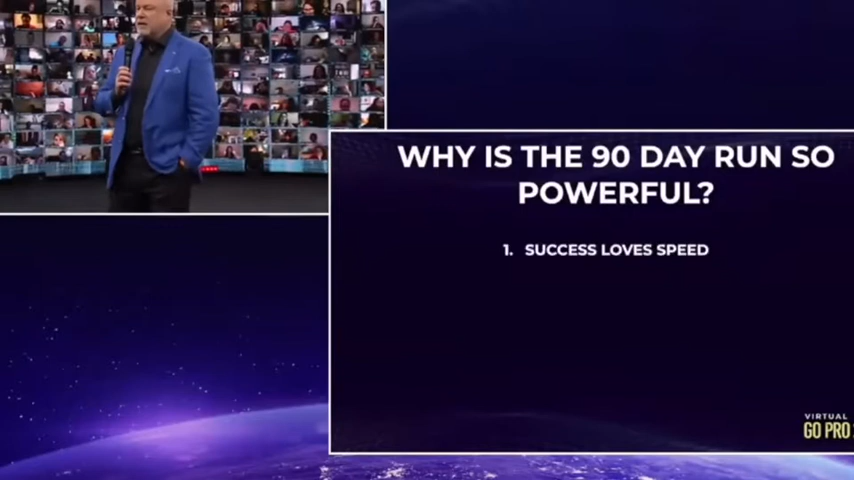 WHY IS THE 90 DAY RUN SO
POWERFUL?
1. SUCCESS LOVES SPEED
VIRTUAL
GO PRO